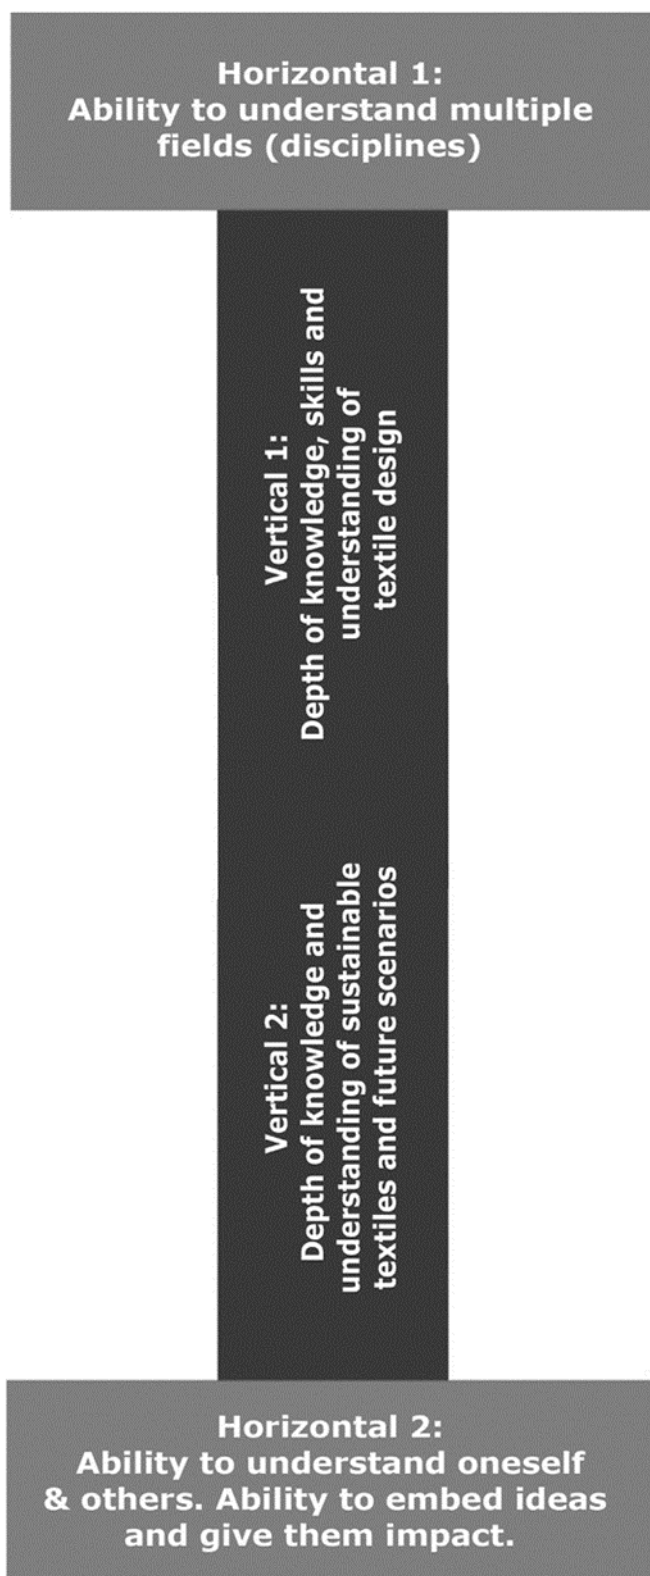 Horizontal 1:
Ability to understand multiple
fields (disciplines)
Vertical 1:
Depth of knowledge, skills and
understanding of
textile design
Vertical 2:
Depth of knowledge and
understanding of sustainable
textiles and future scenarios
Horizontal 2:
Ability to understand oneself
& others. Ability to embed ideas
and give them impact.